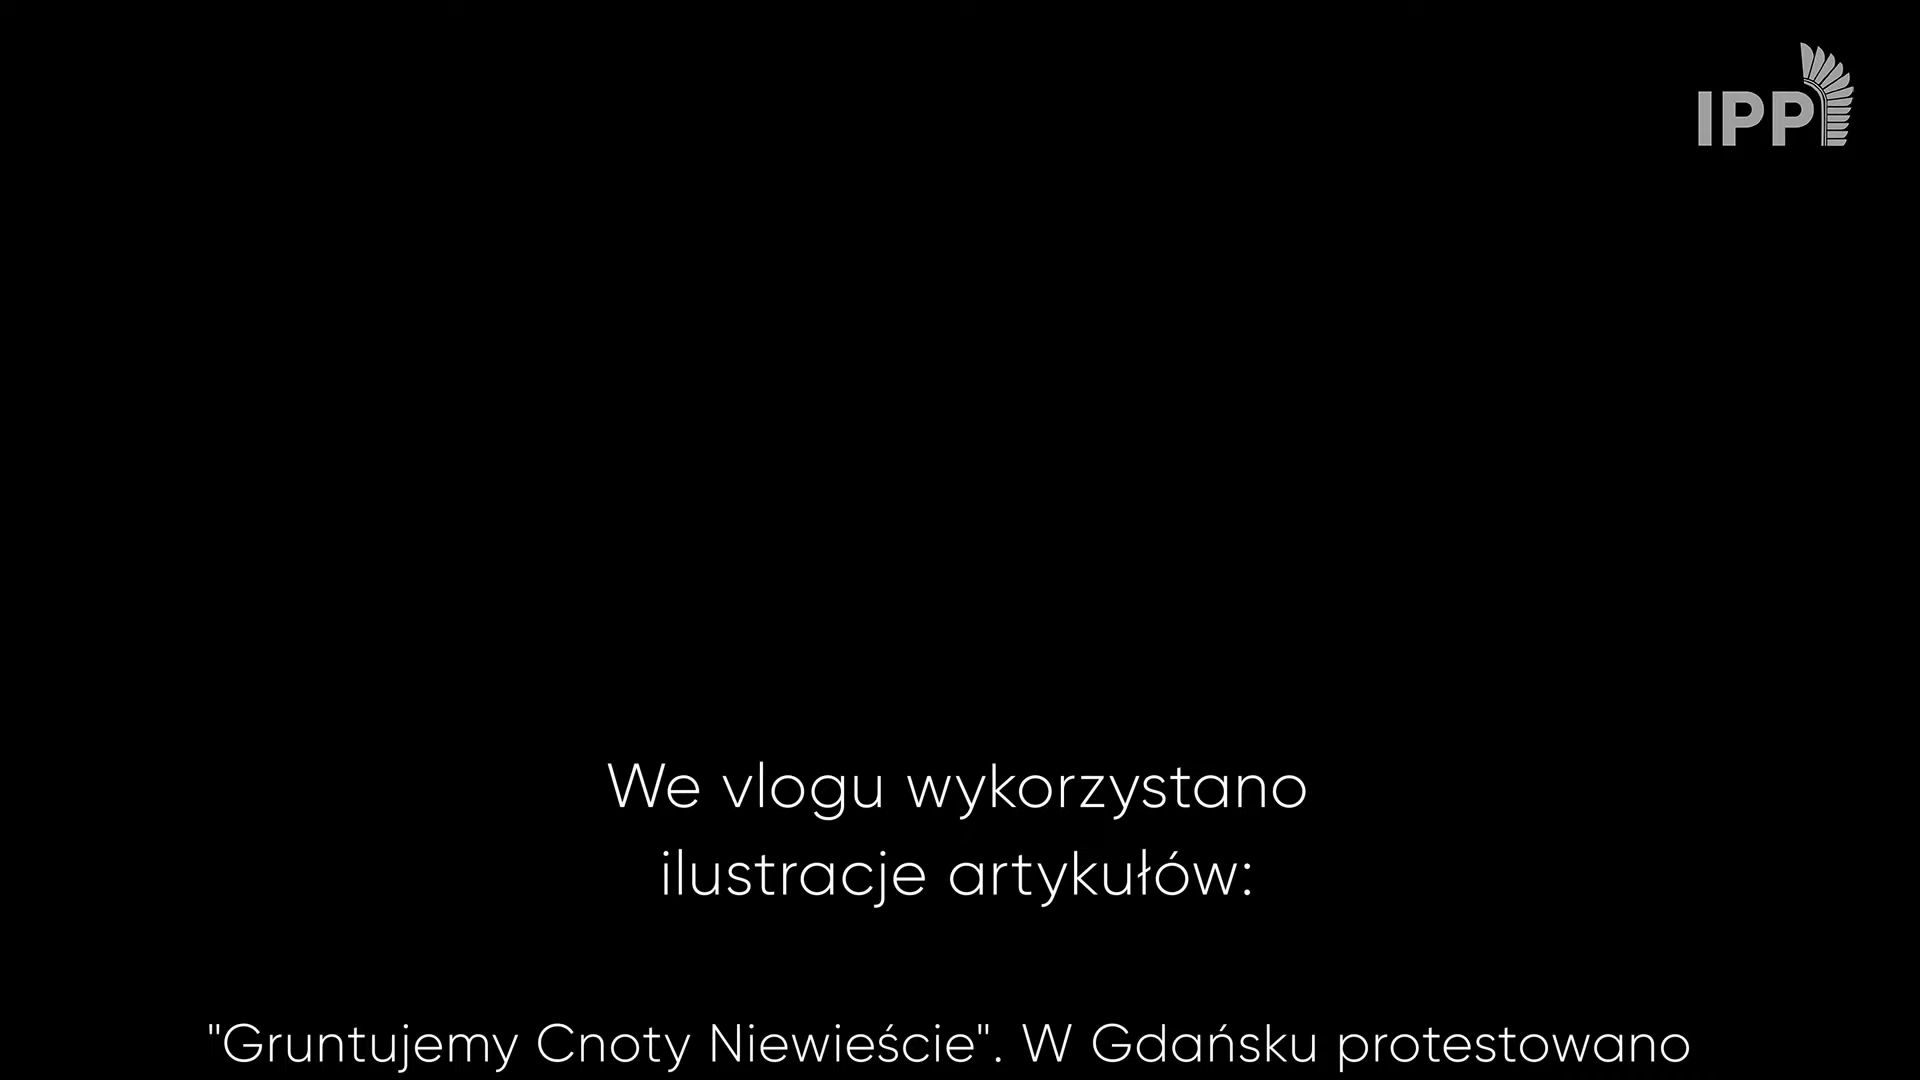 IPP
We vlogu wykorzystano
ilustracje artykułów:
"Gruntujemy Cnoty Niewieście". W Gdańsku protestowano